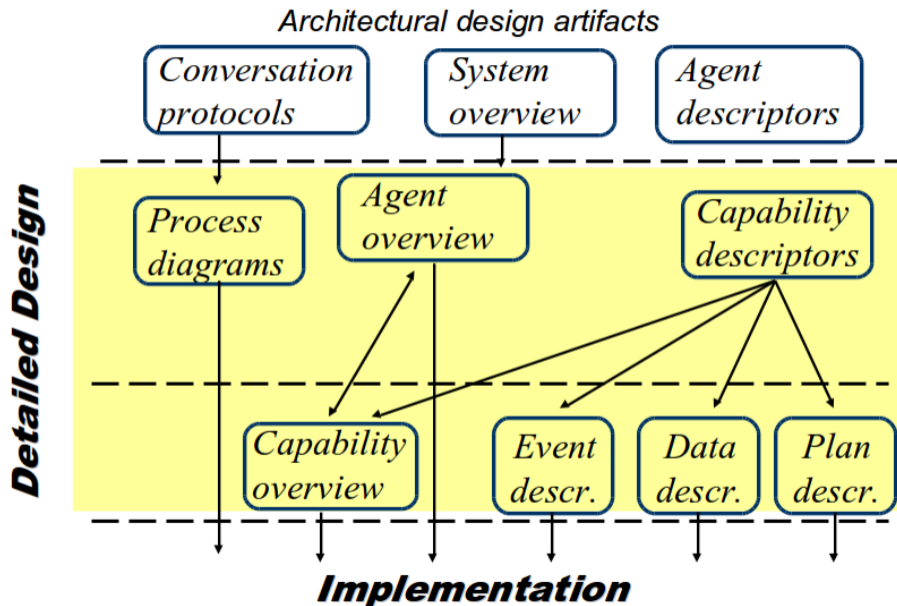 Architectural design artifacts
Conversation
protocols
System
overview
Agent
descriptors
Detailed Design
Process
diagrams
Agent
overview
Capability
descriptors
Capability
overview
Event
descr.
Data
descr.
Plan
descr.
Implementation